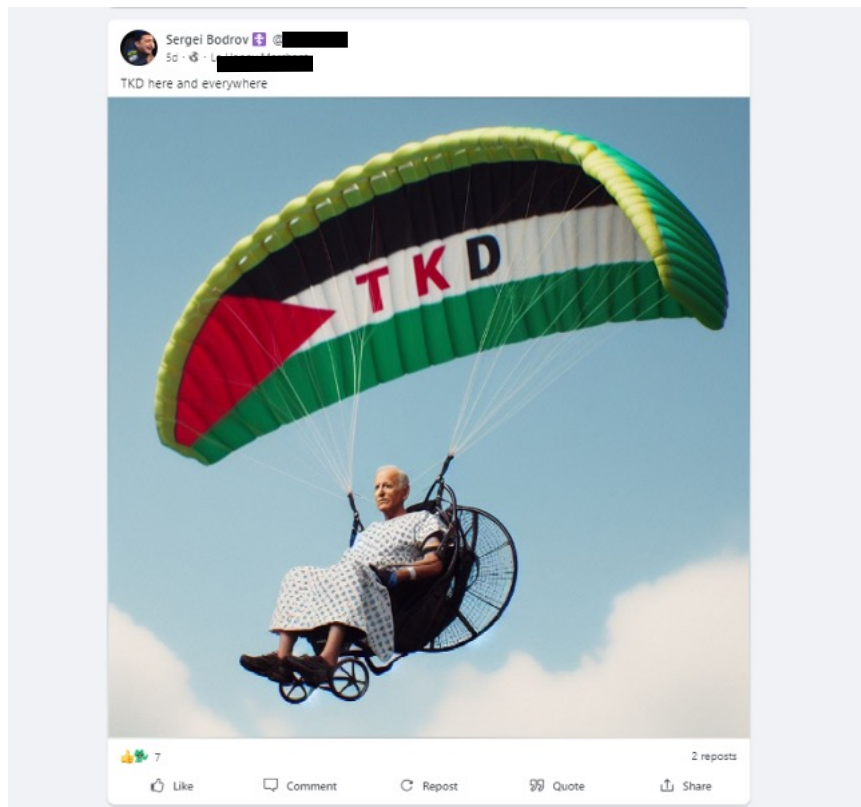 Sergei Bodrov @
5d
TKD here and everywhere
TKD
7
2 reposts
Like
Comment
Repost
Quote
Share